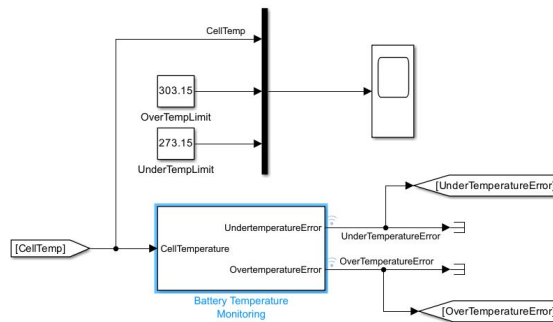 CellTemp
303.15
OverTempLimit
273.15
UnderTempLimit
[UnderTemperatureError]
UndertemperatureError
UnderTemperatureError
[CellTemp]
CellTemperature
OvertemperatureError
OverTemperatureError
Battery Temperature
Monitoring
[OverTemperatureError]